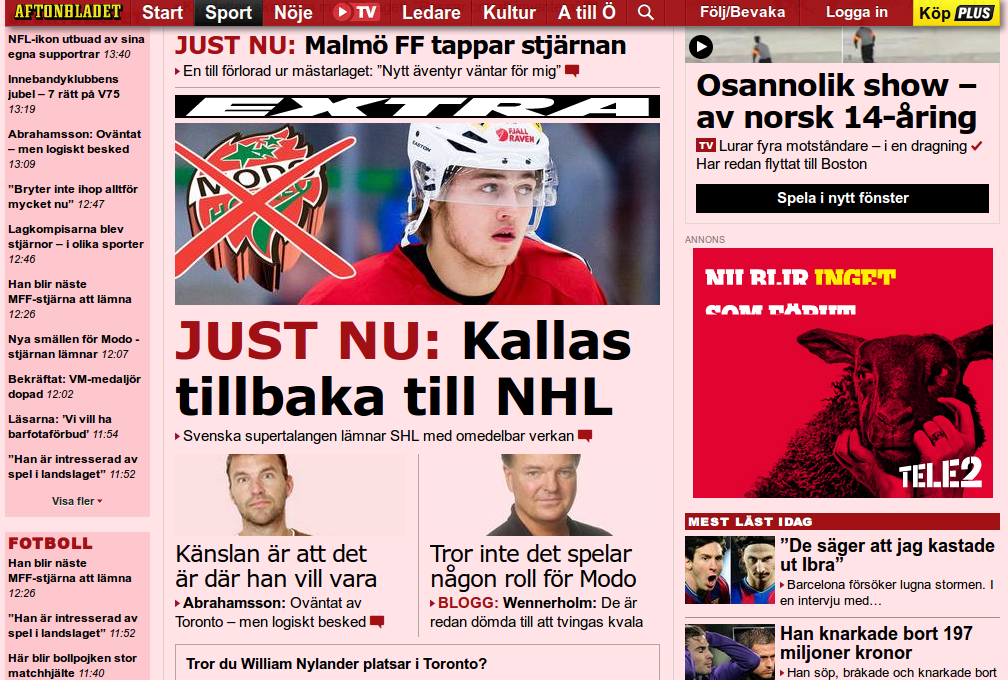 AFTONBLADET
Start
Sport
Nöje
TV
Ledare
Kultur
A till Ö
Följ/Bevaka
Logga in
Köp PLUS
NFL-ikon utbuad av sina
egna supportrar 13:40
Innebandyklubbens
jubel – 7 rätt på V75
13:19
Abrahamsson: Oväntat
– men logiskt besked
13:09
”Bryter inte ihop alltför
mycket nu” 12:47
Lagkompisarna blev
stjärnor – i olika sporter
12:46
Han blir näste
MFF-stjärna att lämna
12:26
Nya smällen för Modo -
stjärnan lämnar 12:07
Bekräftat: VM-medaljör
dopad 12:02
Läsarna: ’Vi vill ha
barfotaförbud’ 11:54
”Han är intresserad av
spel i landslaget” 11:52
Visa fler
FOTBOLL
Han blir näste
MFF-stjärna att lämna
12:26
”Han är intresserad av
spel i landslaget” 11:52
Här blir bollpojken stor
matchhjälte 11:40
JUST NU: Malmö FF tappar stjärnan
En till förlorad ur mästarlaget: ”Nytt äventyr väntar för mig”
EXTRA
MODO
EASTON
FJÄLL
RÄVEN
JUST NU: Kallas
tillbaka till NHL
Svenska supertalangen lämnar SHL med omedelbar verkan
Känslan är att det
är där han vill vara
Abrahamsson: Oväntat av
Toronto – men logiskt besked
Tror inte det spelar
någon roll för Modo
BLOGG: Wennerholm: De är
redan dömda till att tvingas kvala
Tror du William Nylander platsar i Toronto?
Osannolik show –
av norsk 14-åring
TV Lurar fyra motståndare – i en dragning
Har redan flyttat till Boston
Spela i nytt fönster
ANNONS
NU BLIR INGET
SOM FÖRUT
TELE2
MEST LÄST IDAG
”De säger att jag kastade
ut Ibra”
Barcelona försöker lugna stormen. I
en intervju med…
Han knarkade bort 197
miljoner kronor
Han söp, bråkade och knarkade bort